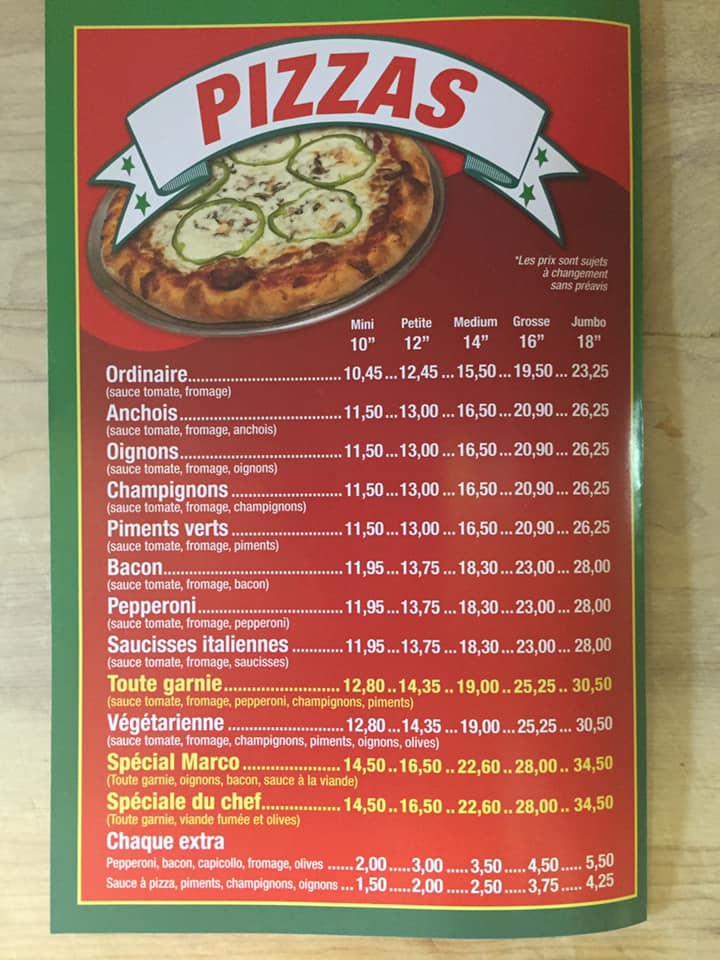 PIZZAS
*Les prix sont sujets
à changement
sans préavis
Mini Petite Medium Grosse Jumbo
10" 12" 14" 16" 18"
Ordinaire.................................. 10,45...12,45...15,50...19,50...23,25
(sauce tomate, fromage)
Anchois....................................11,50...13,00...16,50...20,90...26,25
(sauce tomate, fromage, anchois)
Oignons....................................11,50...13,00...16,50...20,90...26,25
(sauce tomate, fromage, oignons)
Champignons........................11,50...13,00...16,50...20,90...26,25
(sauce tomate, fromage, champignons)
Piments verts........................11,50...13,00...16,50...20,90...26,25
(sauce tomate, fromage, piments)
Bacon.......................................11,95...13,75...18,30...23,00...28,00
(sauce tomate, fromage, bacon)
Pepperoni................................11,95...13,75...18,30...23,00...28,00
(sauce tomate, fromage, pepperoni)
Saucisses italiennes............11,95...13,75...18,30...23,00...28,00
(sauce tomate, fromage, saucisses)
Toute garnie..........................12,80..14,35..19,00..25,25..30,50
(sauce tomate, fromage, pepperoni, champignons, piments)
Végétarienne.........................12,80...14,35...19,00...25,25...30,50
(sauce tomate, fromage, champignons, piments, oignons, olives)
Spécial Marco......................14,50..16,50..22,60..28,00..34,50
(Toute garnie, oignons, bacon, sauce à la viande)
Spéciale du chef..................14,50..16,50..22,60..28,00..34,50
(Toute garnie, viande fumée et olives)
Chaque extra
Pepperoni, bacon, capicollo, fromage, olives......2,00.....3,00.....3,50.....4,50.....5,50
Sauce à pizza, piments, champignons, oignons...1,50.....2,00.....2,50.....3,75.....4,25